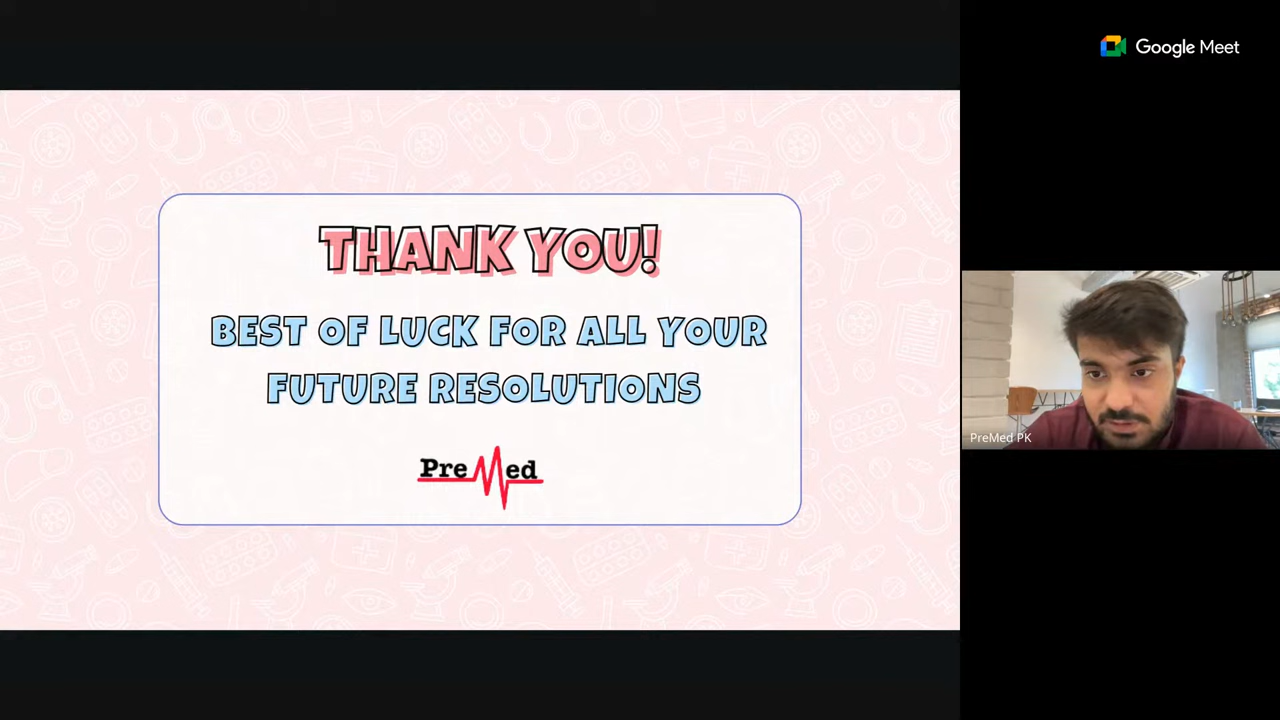 Google Meet
THANK YOU!
BEST OF LUCK FOR ALL YOUR
FUTURE RESOLUTIONS
PreMed
PreMed PK